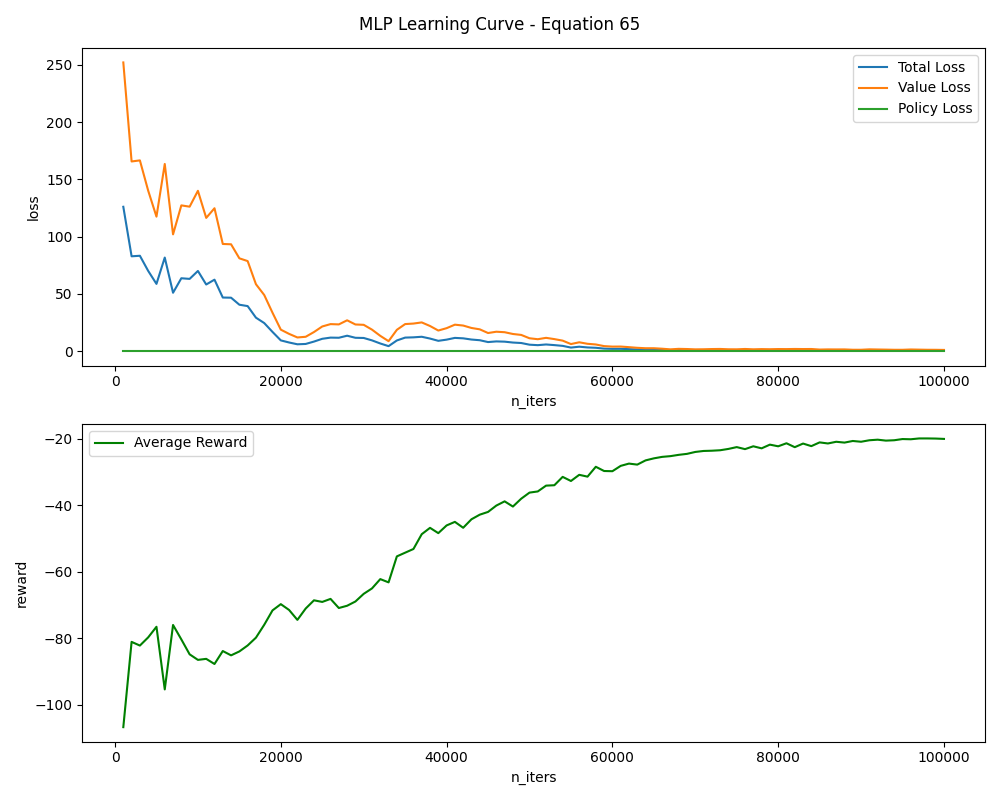 MLP Learning Curve - Equation 65
250
200
150
100
50
0
loss
Total Loss
Value Loss
Policy Loss
0 20000 40000 60000 80000 100000
n_iters
−20
−40
−60
−80
−100
reward
Average Reward
0 20000 40000 60000 80000 100000
n_iters